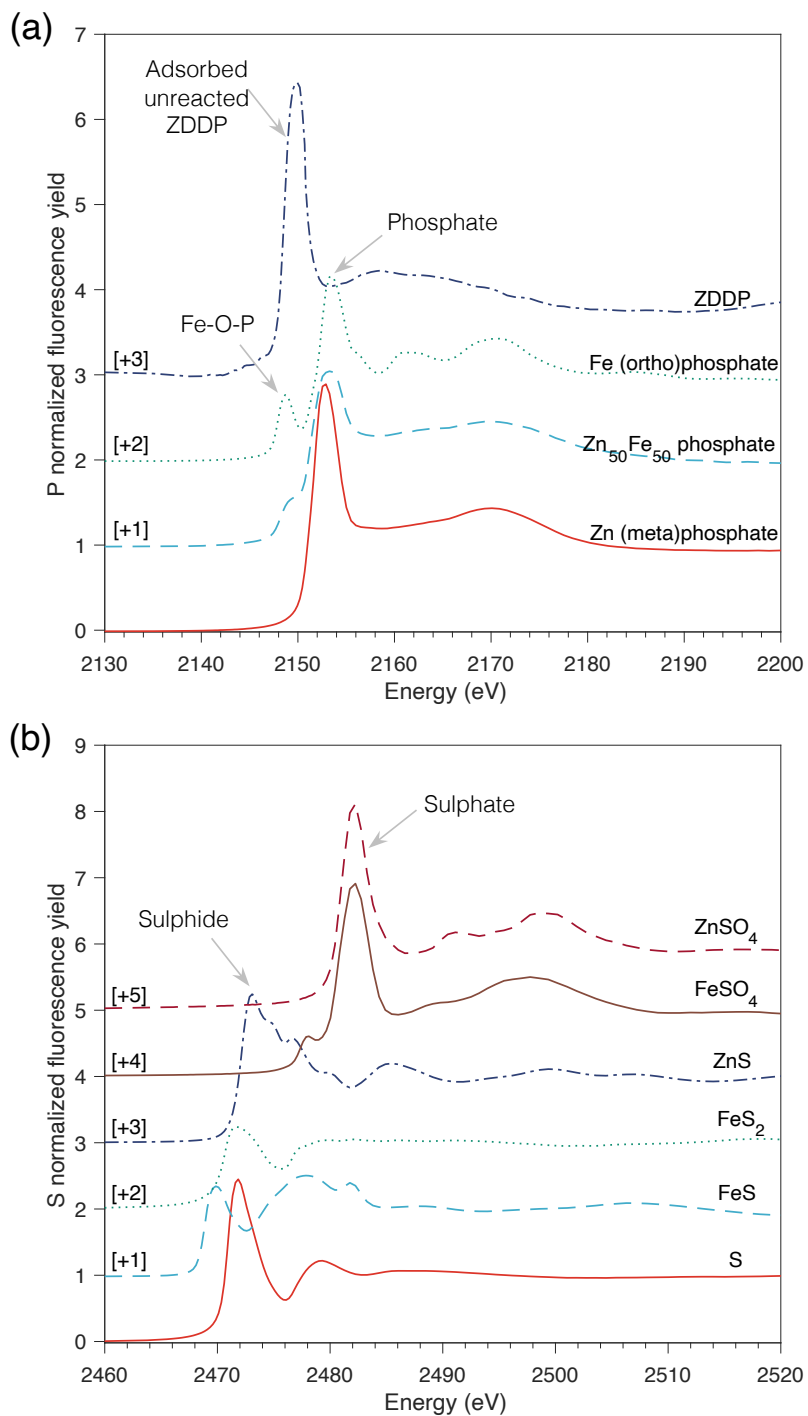 (a)
7
6
5
4
3
2
1
0
P normalized fluorescence yield
Adsorbed
unreacted
ZDDP
Phosphate
Fe-O-P
ZDDP
[+3]
Fe (ortho)phosphate
[+2]
Zn50Fe50 phosphate
[+1]
Zn (meta)phosphate
2130 2140 2150 2160 2170 2180 2190 2200
Energy (eV)
(b)
9
8
7
6
5
4
3
2
1
0
S normalized fluorescence yield
Sulphate
Sulphide
ZnSO4
[+5]
FeSO4
[+4]
ZnS
[+3]
FeS2
[+2]
FeS
[+1]
S
2460 2470 2480 2490 2500 2510 2520
Energy (eV)